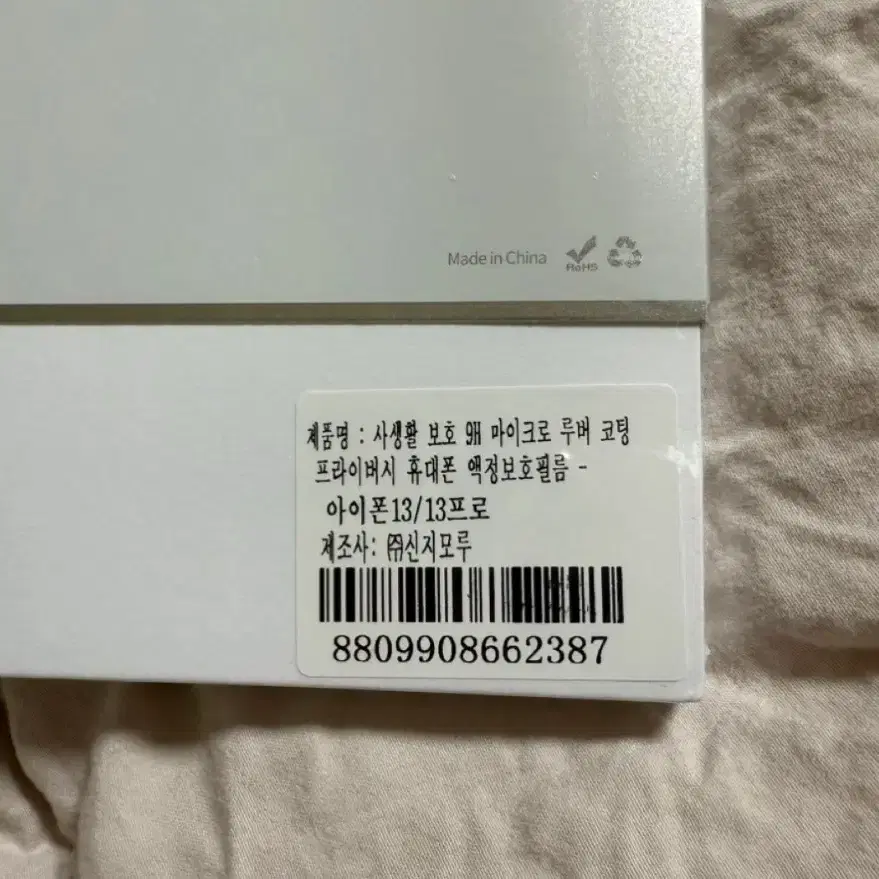 Made in China
RoHS
제품명 : 사생활 보호 9H 마이크로 루버 코팅
프라이버시 휴대폰 액정보호필름 -
아이폰13/13프로
제조사: ㈜신지모루
8809908662387